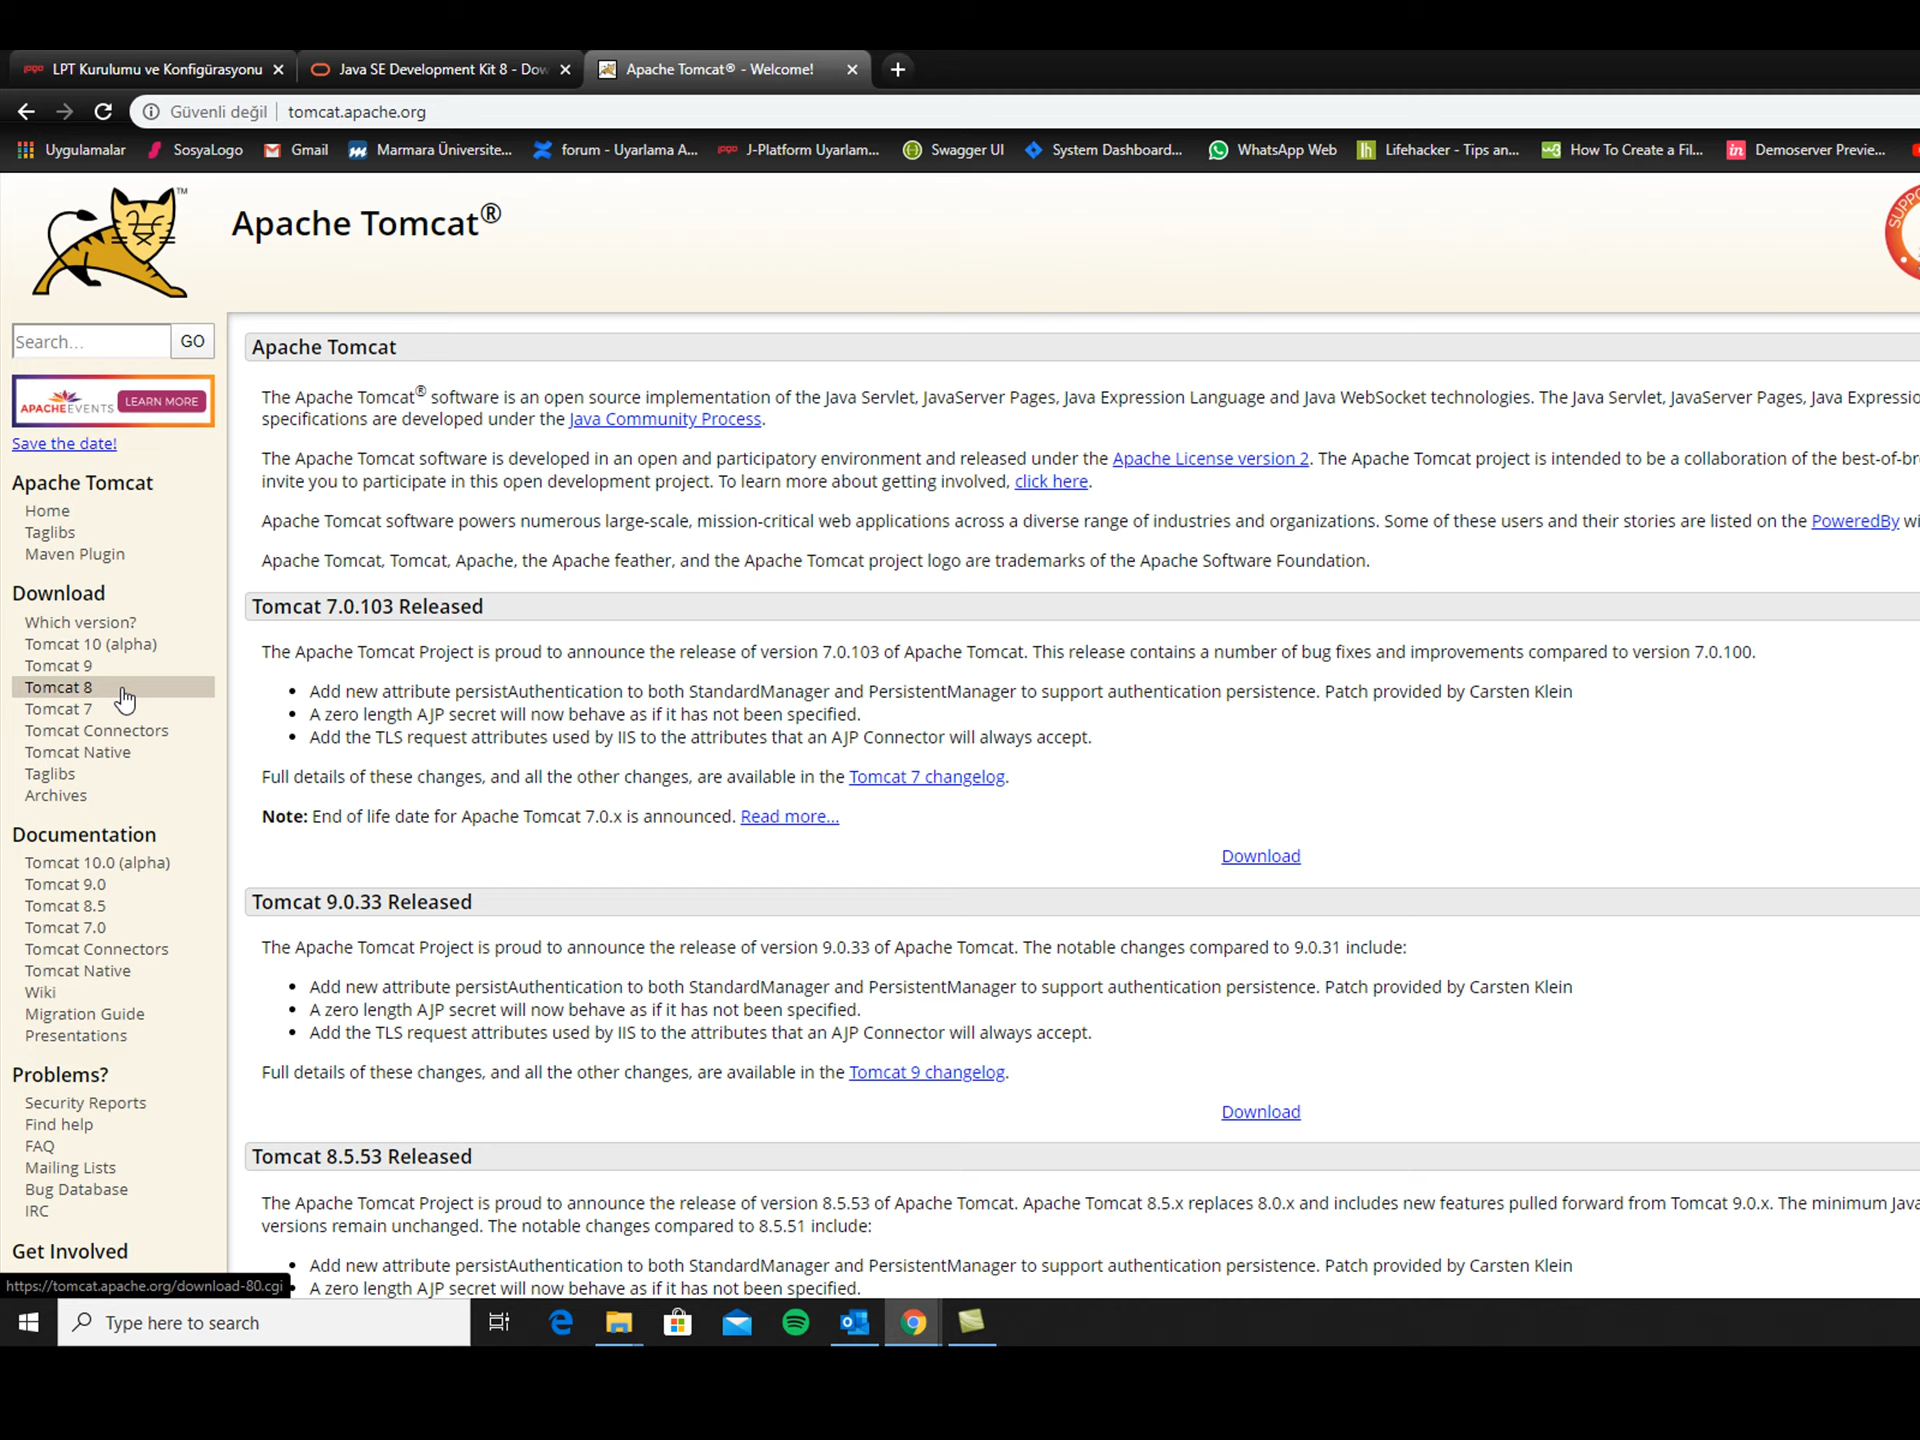 LPT Kurulumu ve Konfigürasyonu
Java SE Development Kit 8 - Dow
Apache Tomcat® - Welcome!
Güvenli değil
tomcat.apache.org
Uygulamalar
SosyaLogo
Gmail
Marmara Üniversite...
forum - Uyarlama A...
J-Platform Uyarlam...
Swagger UI
System Dashboard...
WhatsApp Web
Lifehacker - Tips an...
How To Create a Fil...
Demoserver Previe...
TM
Apache Tomcat®
Search...
GO
APACHE EVENTS LEARN MORE
Save the date!
Apache Tomcat
Home
Taglibs
Maven Plugin
Download
Which version?
Tomcat 10 (alpha)
Tomcat 9
Tomcat 8
Tomcat 7
Tomcat Connectors
Tomcat Native
Taglibs
Archives
Documentation
Tomcat 10.0 (alpha)
Tomcat 9.0
Tomcat 8.5
Tomcat 7.0
Tomcat Connectors
Tomcat Native
Wiki
Migration Guide
Presentations
Problems?
Security Reports
Find help
FAQ
Mailing Lists
Bug Database
IRC
Get Involved
https://tomcat.apache.org/download-80.cgi
Apache Tomcat
The Apache Tomcat® software is an open source implementation of the Java Servlet, JavaServer Pages, Java Expression Language and Java WebSocket technologies. The Java Servlet, JavaServer Pages, Java Expressio
specifications are developed under the Java Community Process.
The Apache Tomcat software is developed in an open and participatory environment and released under the Apache License version 2. The Apache Tomcat project is intended to be a collaboration of the best-of-br
invite you to participate in this open development project. To learn more about getting involved, click here.
Apache Tomcat software powers numerous large-scale, mission-critical web applications across a diverse range of industries and organizations. Some of these users and their stories are listed on the PoweredBy wi
Apache Tomcat, Tomcat, Apache, the Apache feather, and the Apache Tomcat project logo are trademarks of the Apache Software Foundation.
Tomcat 7.0.103 Released
The Apache Tomcat Project is proud to announce the release of version 7.0.103 of Apache Tomcat. This release contains a number of bug fixes and improvements compared to version 7.0.100.
• Add new attribute persistAuthentication to both StandardManager and PersistentManager to support authentication persistence. Patch provided by Carsten Klein
• A zero length AJP secret will now behave as if it has not been specified.
• Add the TLS request attributes used by IIS to the attributes that an AJP Connector will always accept.
Full details of these changes, and all the other changes, are available in the Tomcat 7 changelog.
Note: End of life date for Apache Tomcat 7.0.x is announced. Read more...
Download
Tomcat 9.0.33 Released
The Apache Tomcat Project is proud to announce the release of version 9.0.33 of Apache Tomcat. The notable changes compared to 9.0.31 include:
• Add new attribute persistAuthentication to both StandardManager and PersistentManager to support authentication persistence. Patch provided by Carsten Klein
• A zero length AJP secret will now behave as if it has not been specified.
• Add the TLS request attributes used by IIS to the attributes that an AJP Connector will always accept.
Full details of these changes, and all the other changes, are available in the Tomcat 9 changelog.
Download
Tomcat 8.5.53 Released
The Apache Tomcat Project is proud to announce the release of version 8.5.53 of Apache Tomcat. Apache Tomcat 8.5.x replaces 8.0.x and includes new features pulled forward from Tomcat 9.0.x. The minimum Java
versions remain unchanged. The notable changes compared to 8.5.51 include:
• Add new attribute persistAuthentication to both StandardManager and PersistentManager to support authentication persistence. Patch provided by Carsten Klein
• A zero length AJP secret will now behave as if it has not been specified.
Type here to search